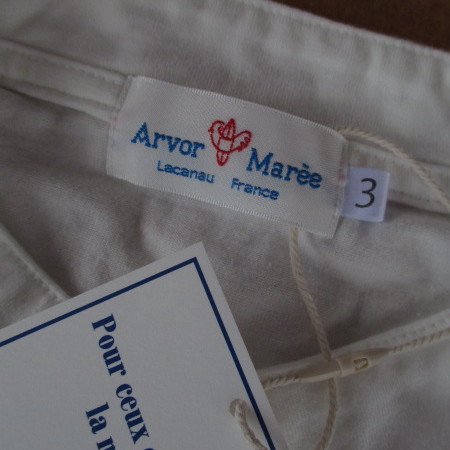 Arvor Marèe
Lacanau France
3
Pour ceux
la